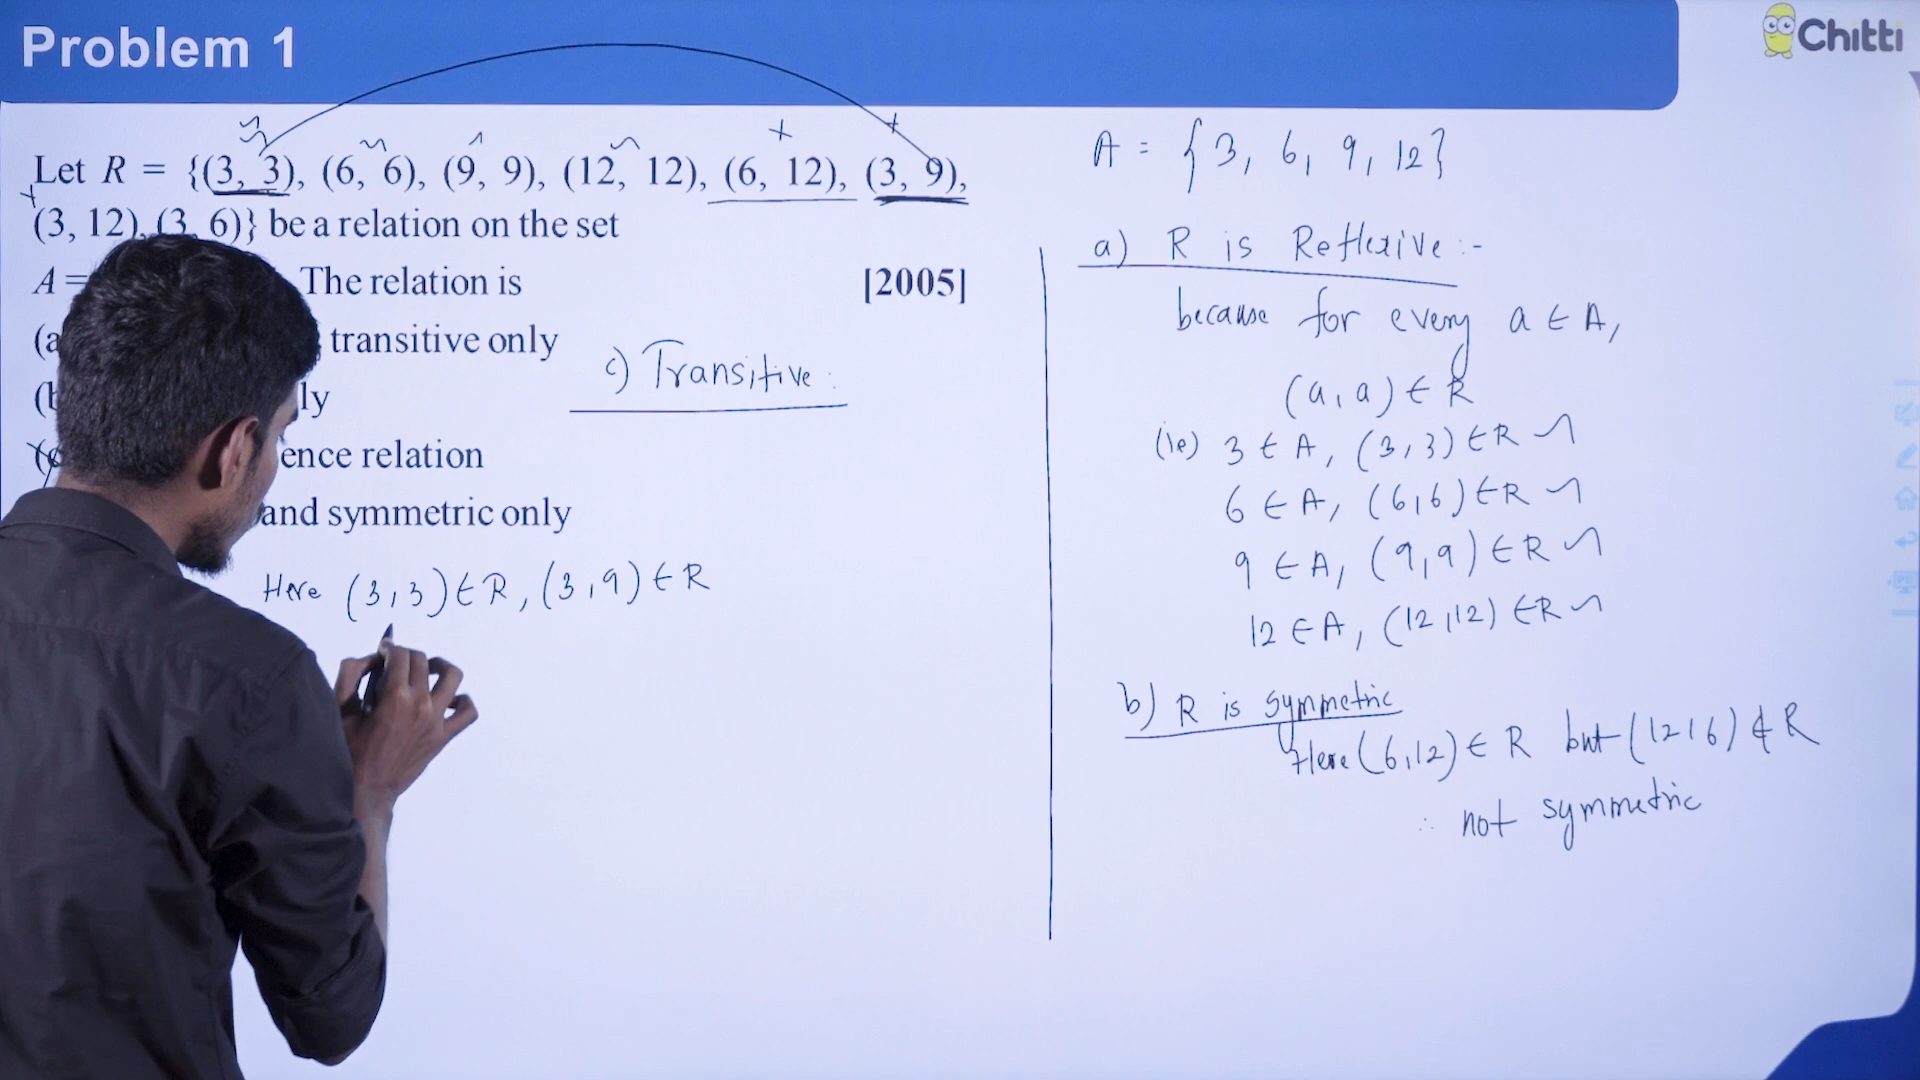 Problem 1
Chitti
Let R = {(3, 3), (6, 6), (9, 9), (12, 12), (6, 12), (3, 9),
(3, 12), (3, 6)} be a relation on the set
A = The relation is [2005]
transitive only
ence relation
and symmetric only
c) Transitive :
Here (3,3) ∈ R, (3,9) ∈ R
A = {3, 6, 9, 12}
a) R is Reflexive :-
because for every a ∈ A,
(a, a) ∈ R
(ie) 3 ∈ A, (3,3) ∈ R
6 ∈ A, (6,6) ∈ R
9 ∈ A, (9,9) ∈ R
12 ∈ A, (12,12) ∈ R
b) R is symmetric
Here (6,12) ∈ R but (12,6) ∉ R
∴ not symmetric